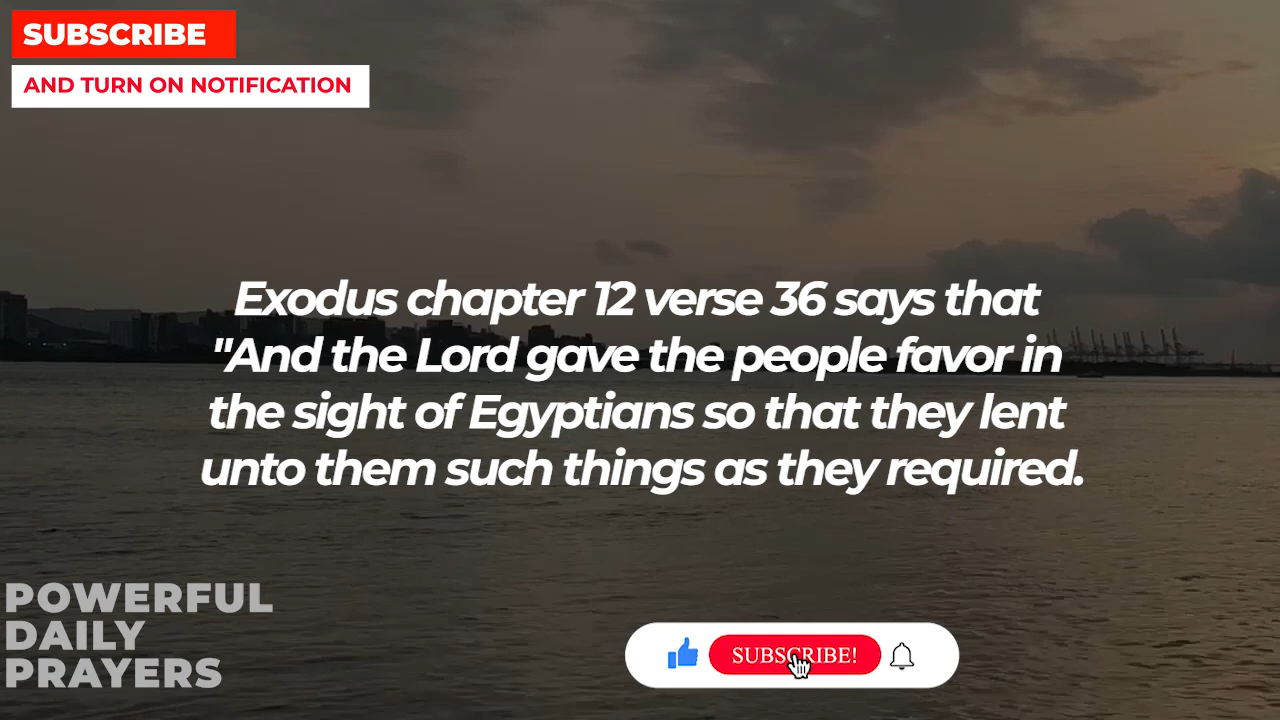 SUBSCRIBE
AND TURN ON NOTIFICATION
Exodus chapter 12 verse 36 says that
"And the Lord gave the people favor in
the sight of Egyptians so that they lent
unto them such things as they required.
POWERFUL
DAILY
PRAYERS
SUBSCRIBE!